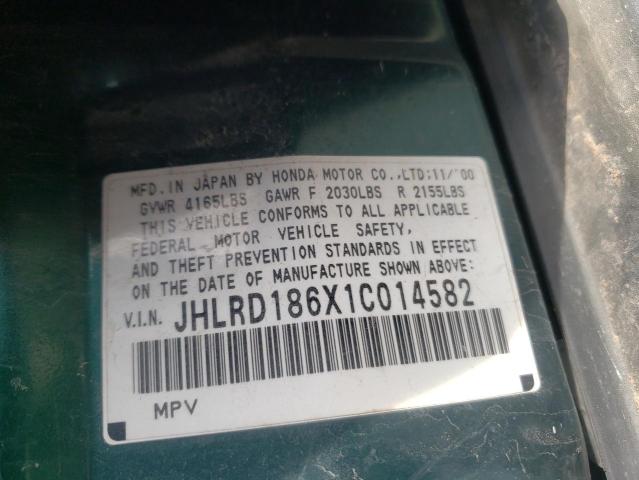 MFD. IN JAPAN BY HONDA MOTOR CO.,LTD:11/'00
GVWR 4165LBS GAWR F 2030LBS R 2155LBS
THIS VEHICLE CONFORMS TO ALL APPLICABLE
FEDERAL MOTOR VEHICLE SAFETY,
AND THEFT PREVENTION STANDARDS IN EFFECT
ON THE DATE OF MANUFACTURE SHOWN ABOVE:
V.I.N. JHLRD186X1C014582
MPV